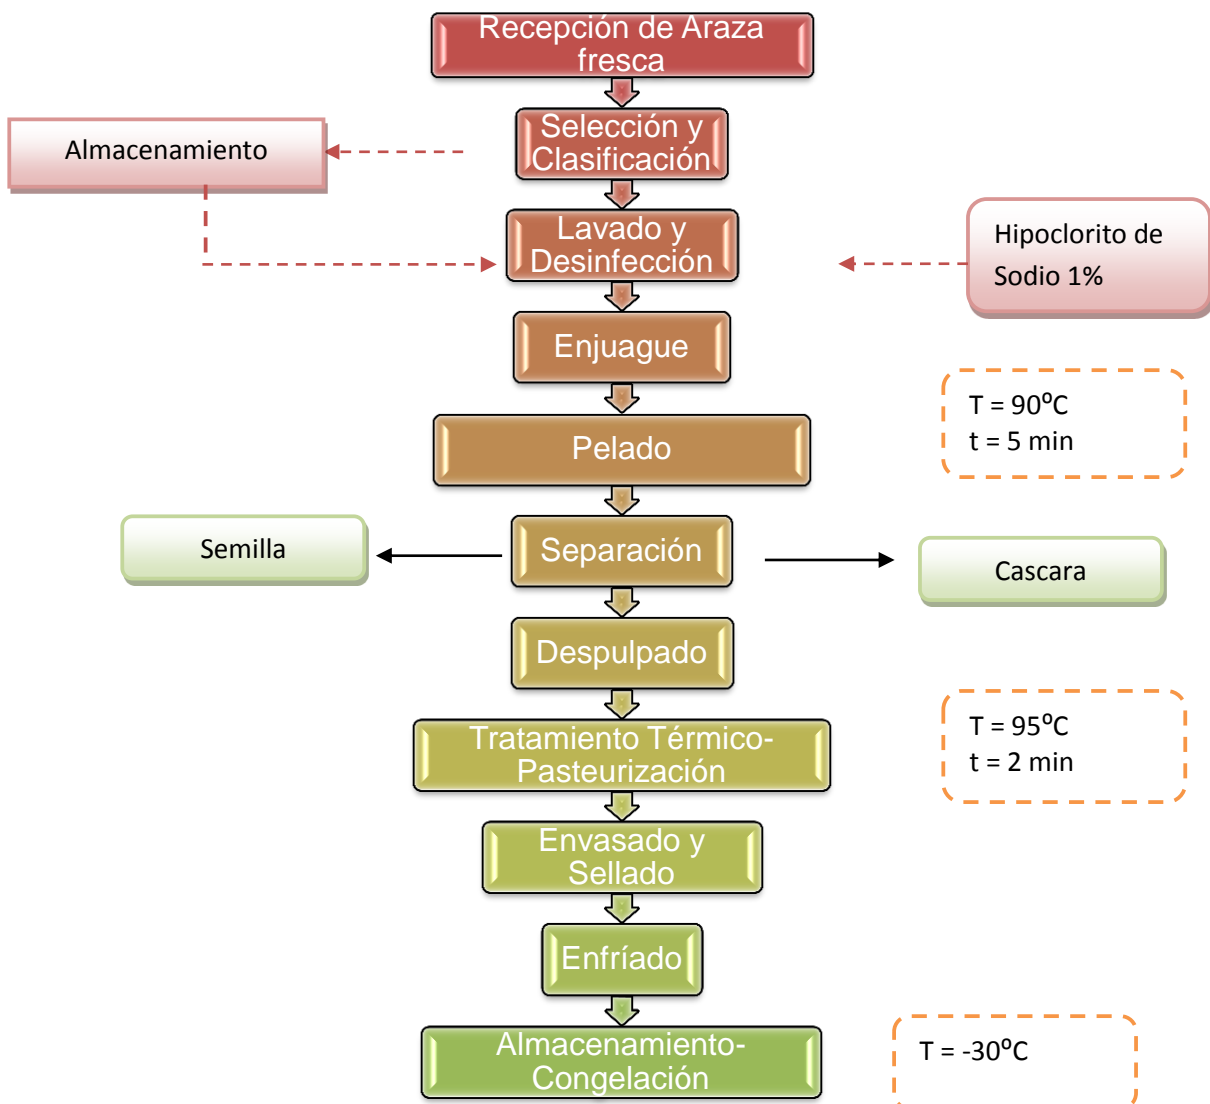 Recepción de Araza
fresca
Selección y
Clasificación
Almacenamiento
Lavado y
Desinfección
Hipoclorito de
Sodio 1%
Enjuague
T = 90ºC
t = 5 min
Pelado
Semilla
Separación
Cascara
Despulpado
Tratamiento Térmico-
Pasteurización
T = 95ºC
t = 2 min
Envasado y
Sellado
Enfríado
Almacenamiento-
Congelación
T = -30ºC